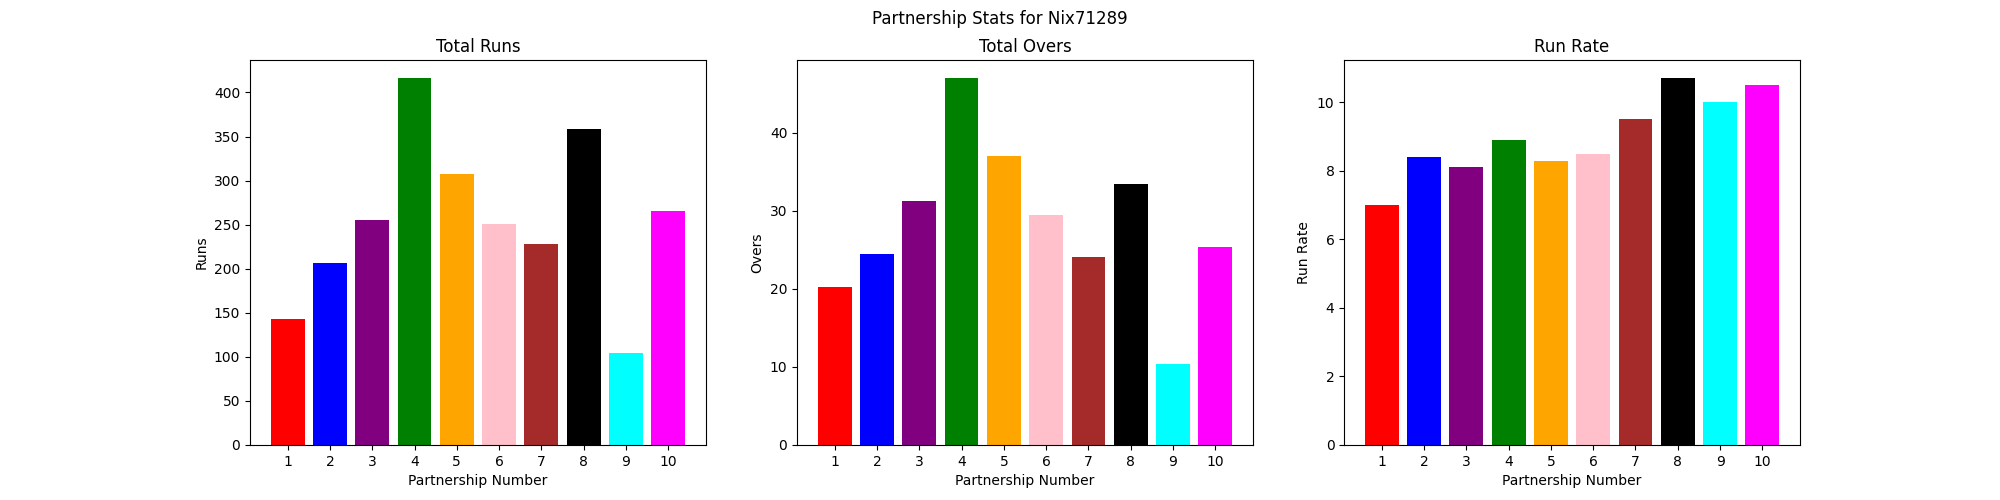 Partnership Stats for Nix71289
Total Runs
Runs
400
350
300
250
200
150
100
50
0
1 2 3 4 5 6 7 8 9 10
Partnership Number
Total Overs
Overs
40
30
20
10
0
1 2 3 4 5 6 7 8 9 10
Partnership Number
Run Rate
Run Rate
10
8
6
4
2
0
1 2 3 4 5 6 7 8 9 10
Partnership Number